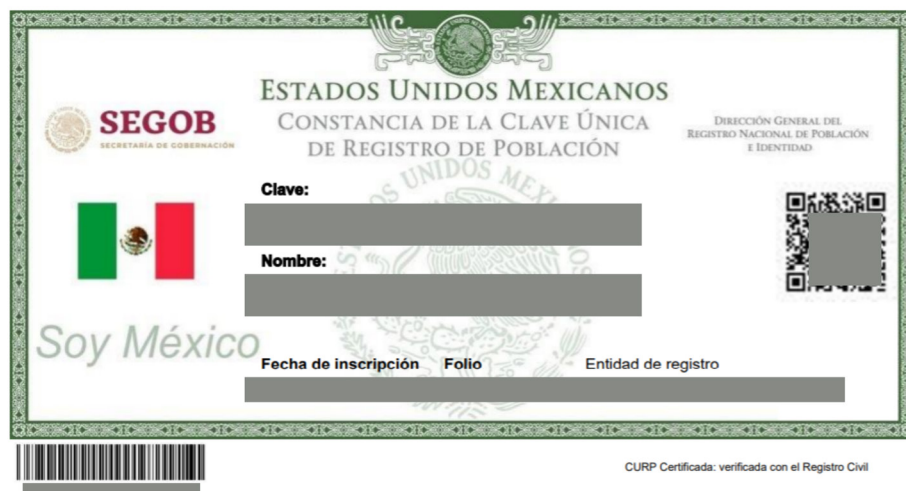 ESTADOS UNIDOS MEXICANOS
CONSTANCIA DE LA CLAVE ÚNICA
DE REGISTRO DE POBLACIÓN
SEGOB
SECRETARÍA DE GOBERNACIÓN
DIRECCIÓN GENERAL DEL
REGISTRO NACIONAL DE POBLACIÓN
E IDENTIDAD
Clave:
Nombre:
Soy México
Fecha de inscripción Folio Entidad de registro
CURP Certificada: verificada con el Registro Civil